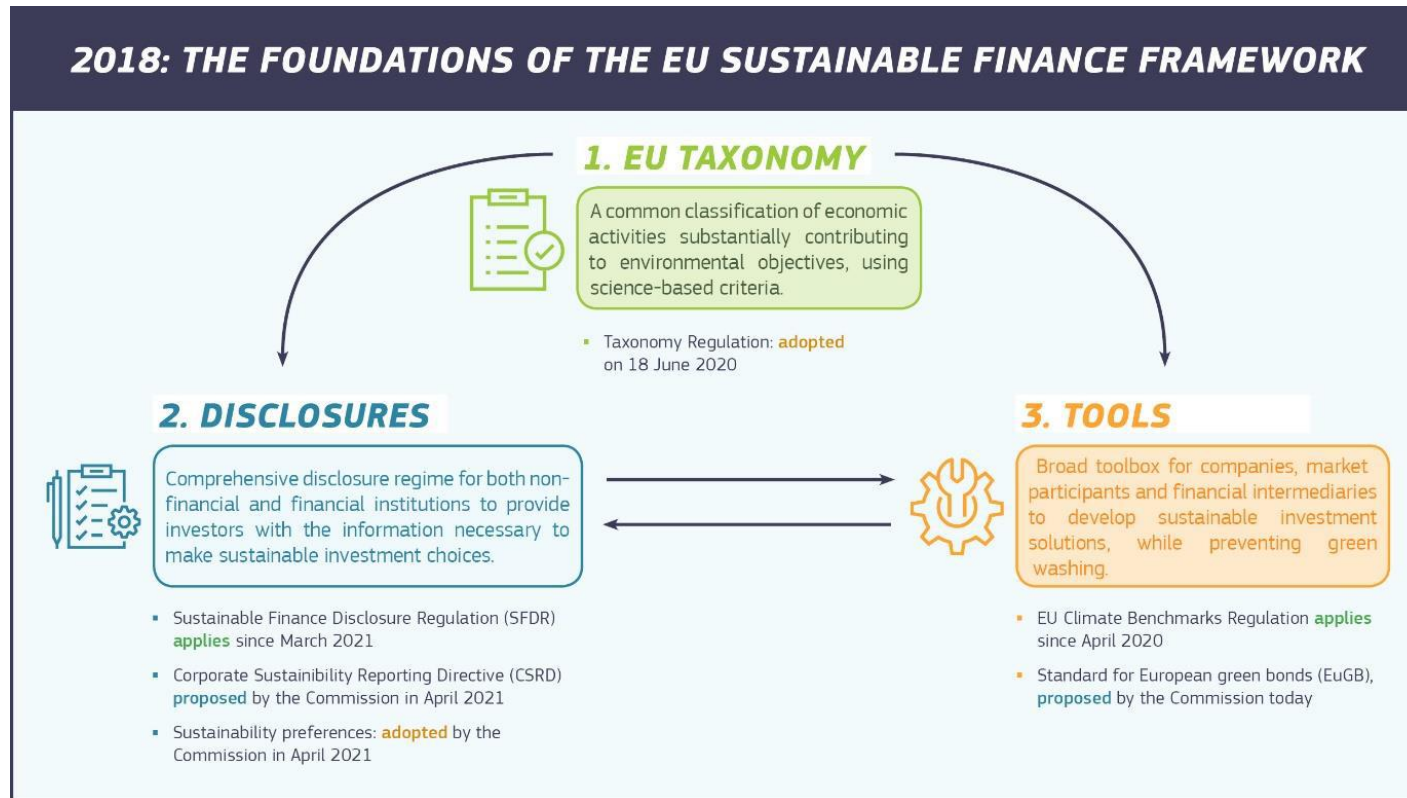 2018: THE FOUNDATIONS OF THE EU SUSTAINABLE FINANCE FRAMEWORK
1. EU TAXONOMY
A common classification of economic
activities substantially contributing
to environmental objectives, using
science-based criteria.
▪ Taxonomy Regulation: adopted
on 18 June 2020
2. DISCLOSURES
Comprehensive disclosure regime for both non-
financial and financial institutions to provide
investors with the information necessary to
make sustainable investment choices.
▪ Sustainable Finance Disclosure Regulation (SFDR)
applies since March 2021
▪ Corporate Sustainibility Reporting Directive (CSRD)
proposed by the Commission in April 2021
▪ Sustainability preferences: adopted by the
Commission in April 2021
3. TOOLS
Broad toolbox for companies, market
participants and financial intermediaries
to develop sustainable investment
solutions, while preventing green
washing.
▪ EU Climate Benchmarks Regulation applies
since April 2020
▪ Standard for European green bonds (EuGB),
proposed by the Commission today